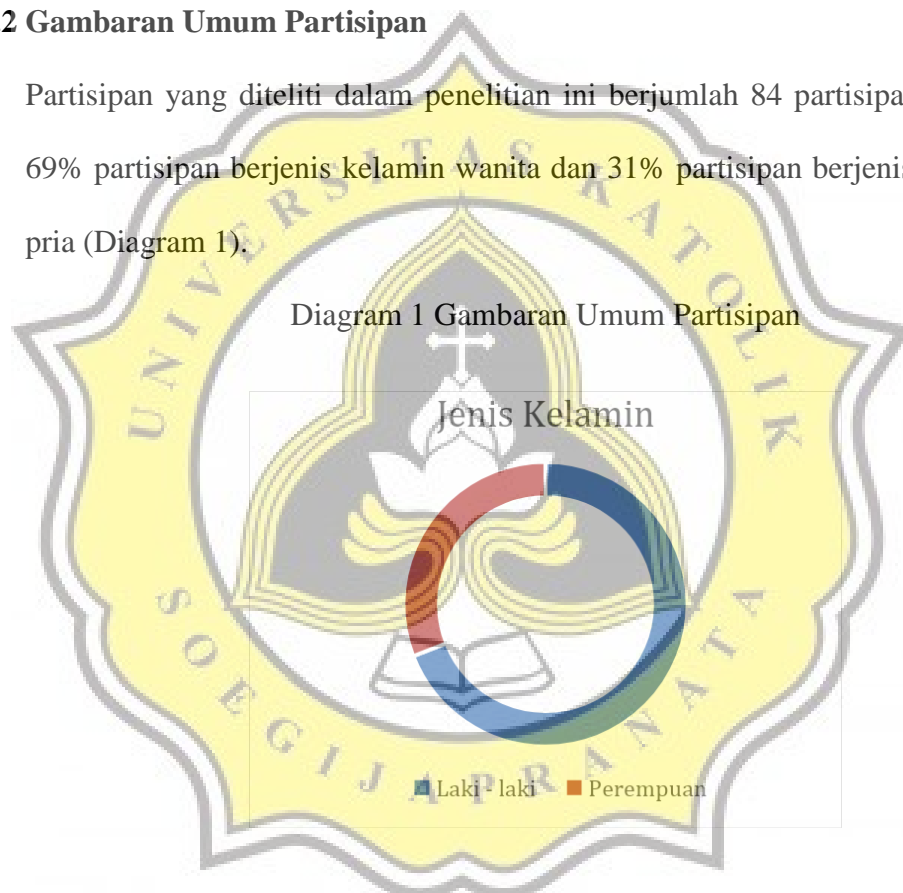 2 Gambaran Umum Partisipan
Partisipan yang diteliti dalam penelitian ini berjumlah 84 partisipa
69% partisipan berjenis kelamin wanita dan 31% partisipan berjenis
pria (Diagram 1).
Diagram 1 Gambaran Umum Partisipan
Jenis Kelamin
Laki - laki Perempuan
UNIVERSITAS KATOLIK
SOEGIJAPRANATA